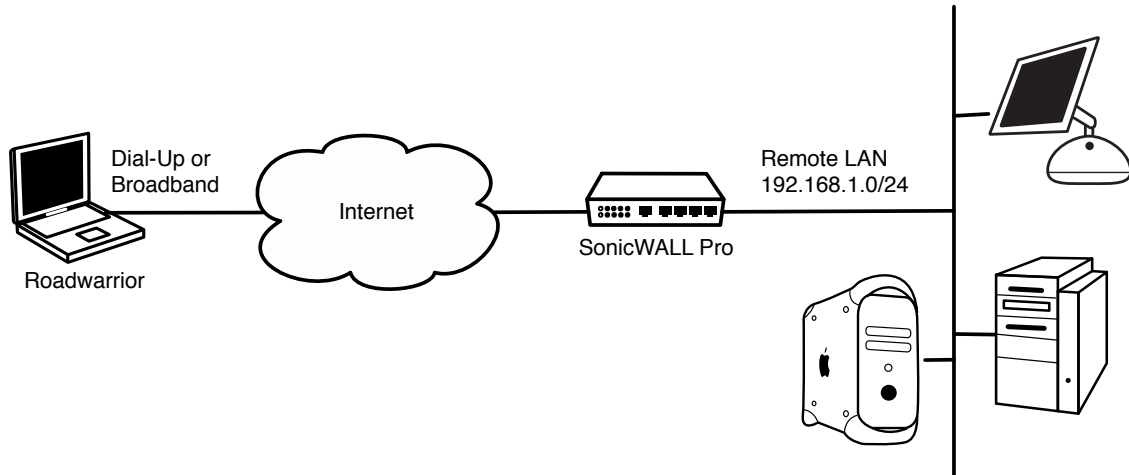 Dial-Up or
Broadband
Roadwarrior
Internet
SonicWALL Pro
Remote LAN
192.168.1.0/24